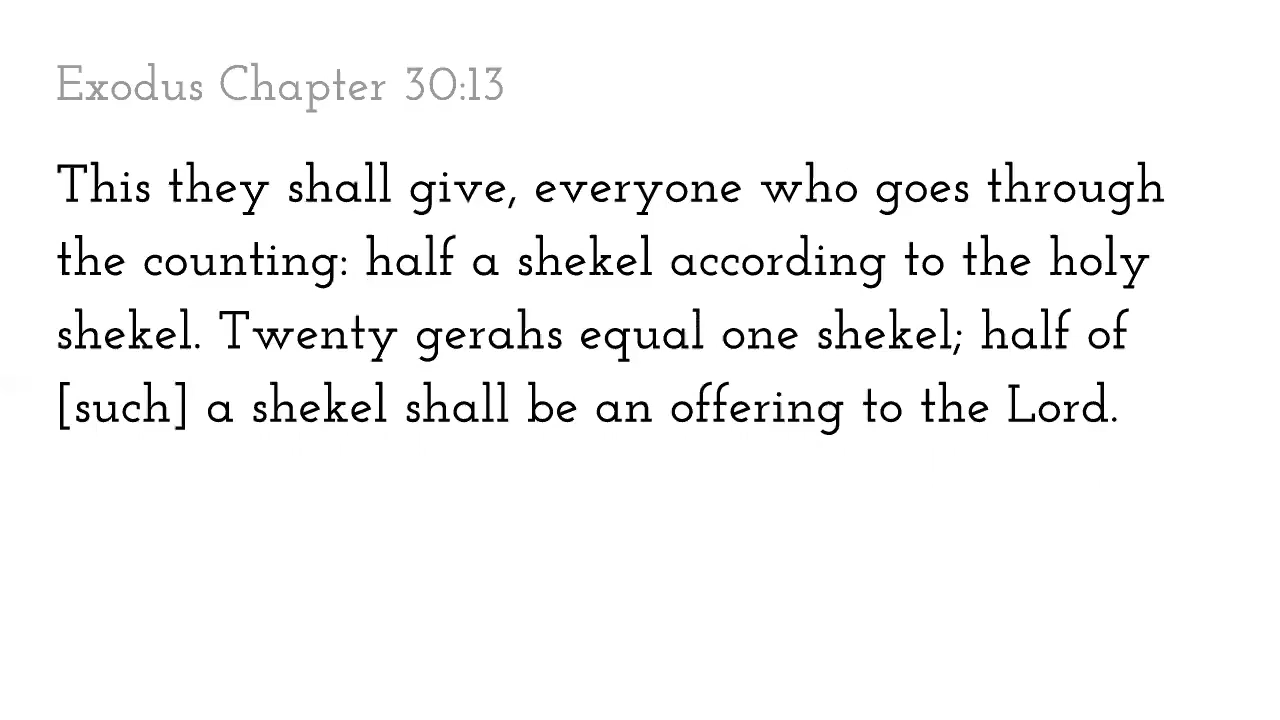 Exodus Chapter 30:13
This they shall give, everyone who goes through
the counting: half a shekel according to the holy
shekel. Twenty gerahs equal one shekel; half of
[such] a shekel shall be an offering to the Lord.